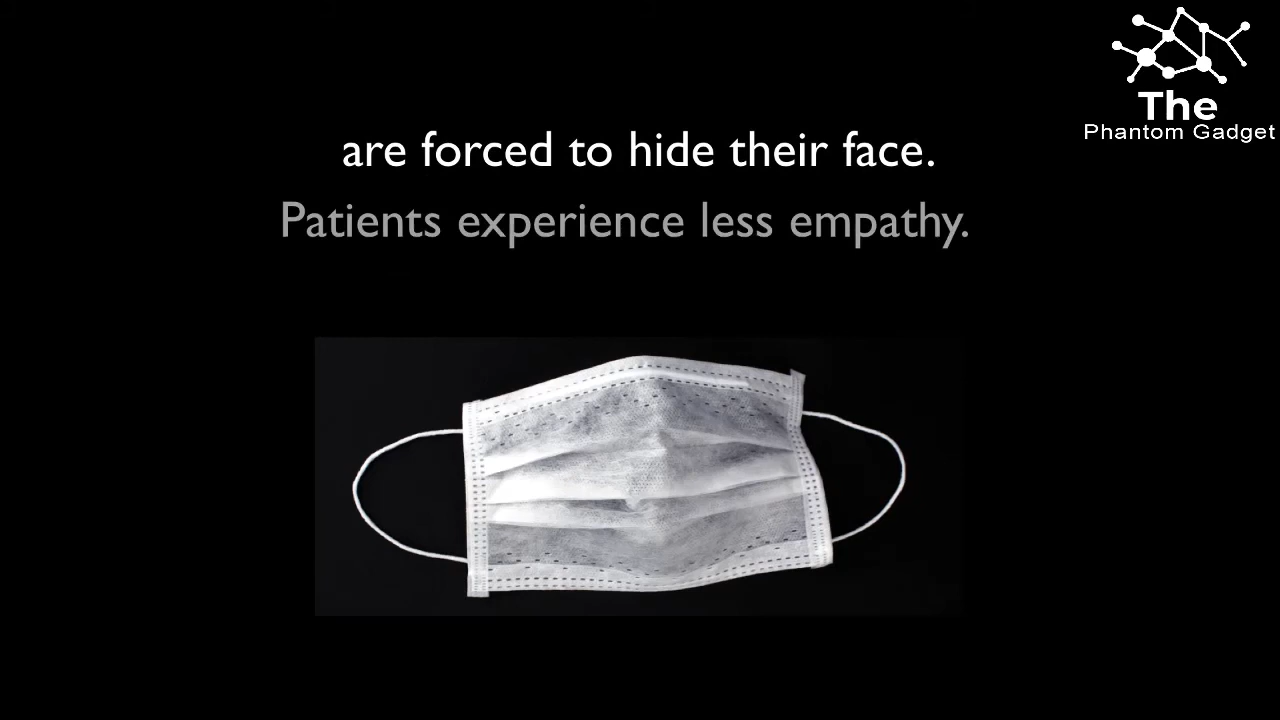 The
Phantom Gadget
are forced to hide their face.
Patients experience less empathy.